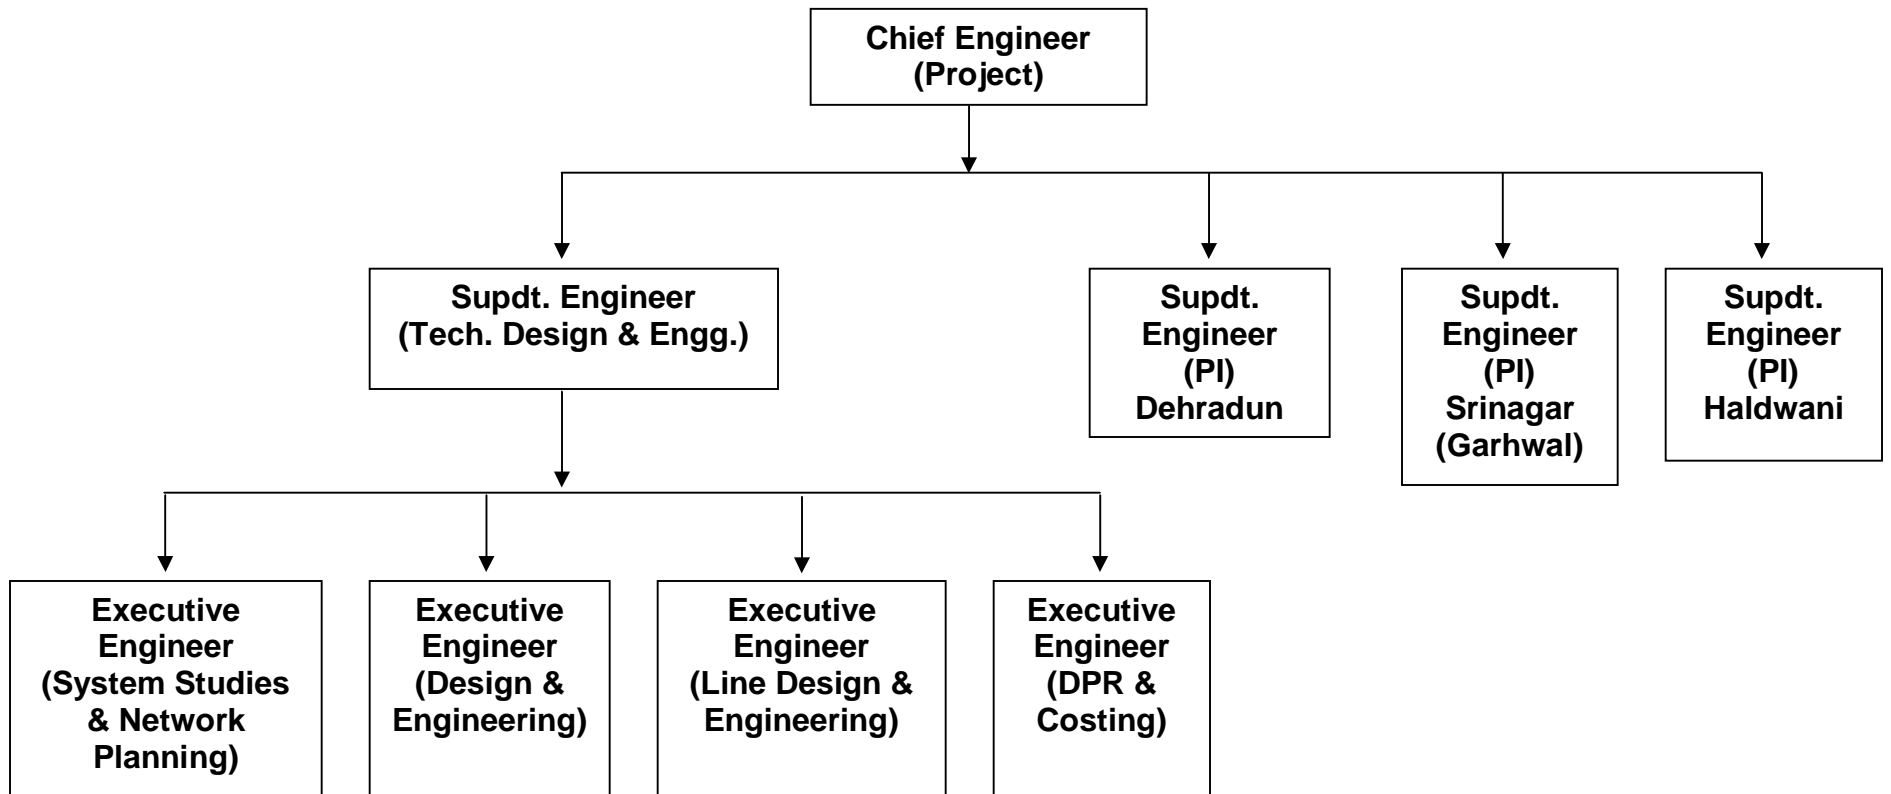 Chief Engineer
(Project)
Supdt. Engineer
(Tech. Design & Engg.)
Supdt.
Engineer
(PI)
Dehradun
Supdt.
Engineer
(PI)
Srinagar
(Garhwal)
Supdt.
Engineer
(PI)
Haldwani
Executive
Engineer
(System Studies
& Network
Planning)
Executive
Engineer
(Design &
Engineering)
Executive
Engineer
(Line Design &
Engineering)
Executive
Engineer
(DPR &
Costing)